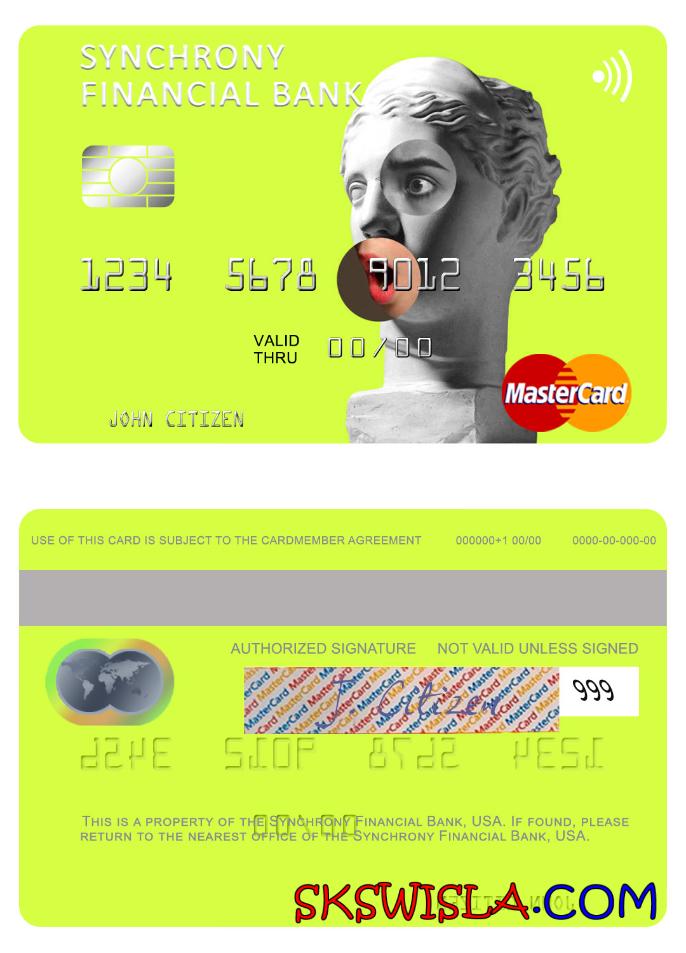 SYNCHRONY
FINANCIAL BANK
1234 5678 9012 3456
VALID
THRU 00/00
MasterCard
JOHN CITIZEN
USE OF THIS CARD IS SUBJECT TO THE CARDMEMBER AGREEMENT 000000+1 00/00 0000-00-000-00
AUTHORIZED SIGNATURE NOT VALID UNLESS SIGNED
J. Citizen 999
THIS IS A PROPERTY OF THE SYNCHRONY FINANCIAL BANK, USA. IF FOUND, PLEASE
RETURN TO THE NEAREST OFFICE OF THE SYNCHRONY FINANCIAL BANK, USA.
SKSWISLA.COM